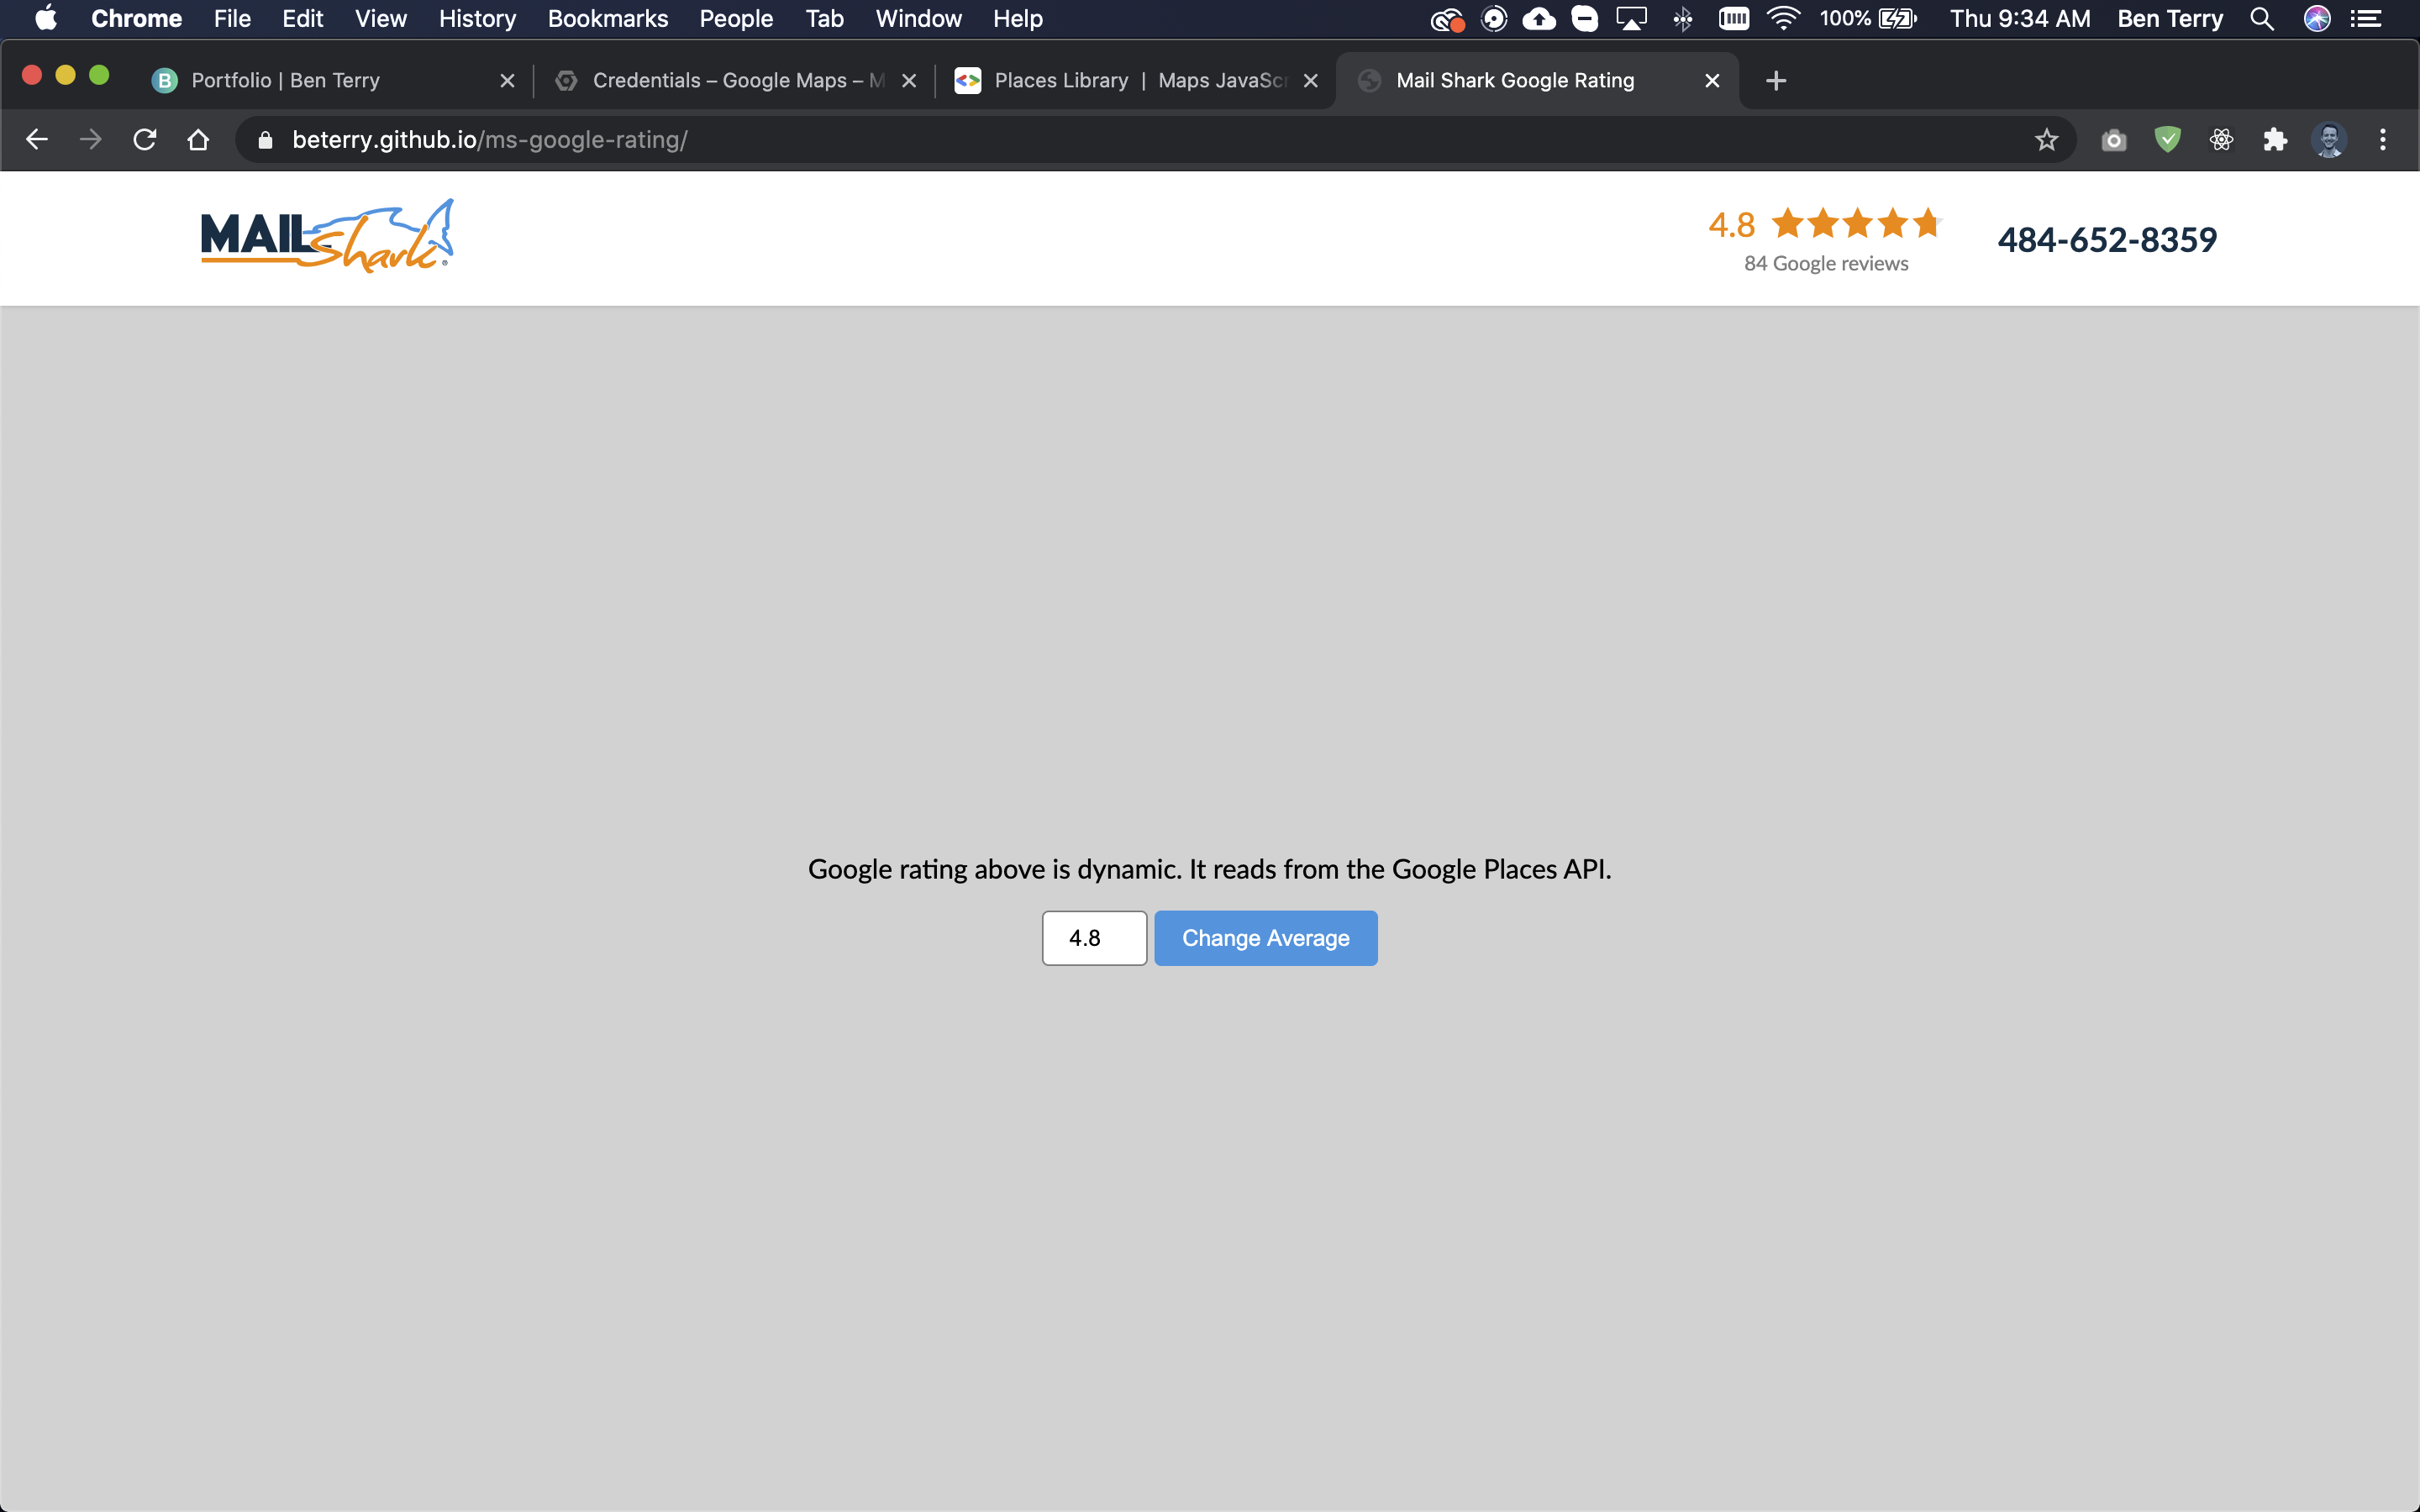 Chrome File Edit View History Bookmarks People Tab Window Help 100% Thu 9:34 AM Ben Terry
B Portfolio | Ben Terry Credentials – Google Maps – M Places Library | Maps JavaScr Mail Shark Google Rating
beterry.github.io/ms-google-rating/
MAIL Shark ®
4.8
84 Google reviews
484-652-8359
Google rating above is dynamic. It reads from the Google Places API.
4.8 Change Average